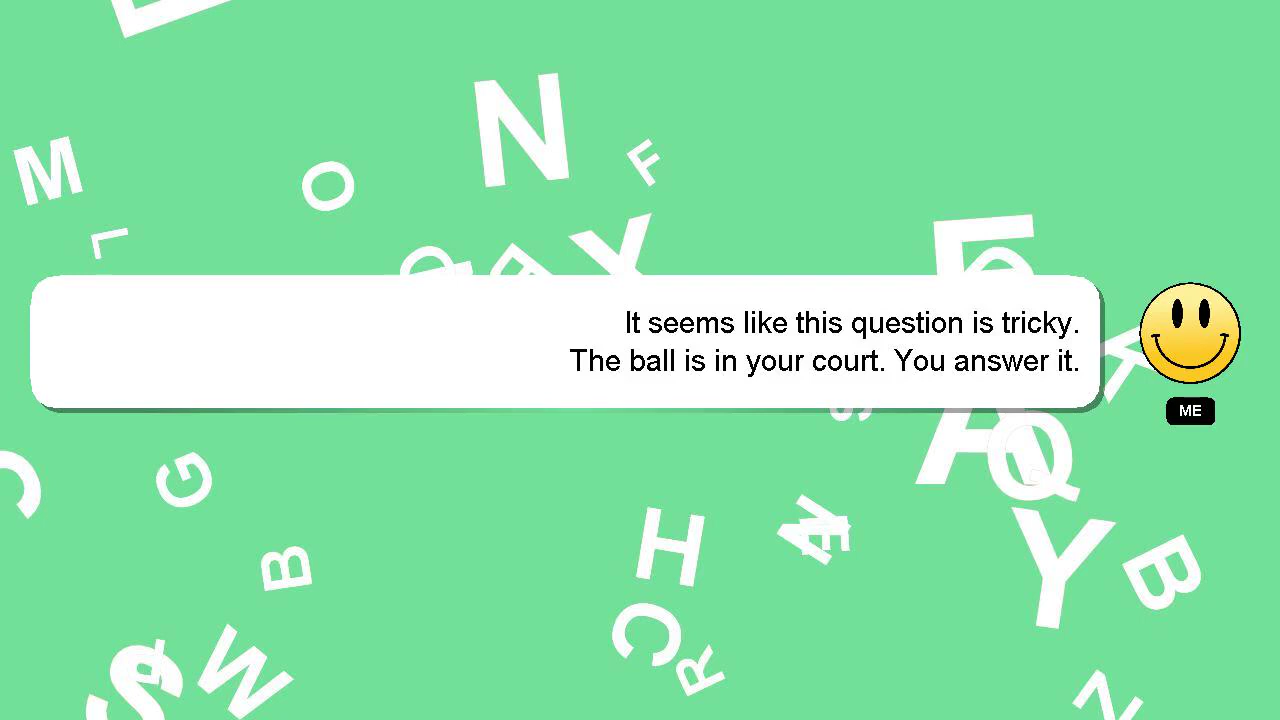 It seems like this question is tricky.
The ball is in your court. You answer it.
ME
N
M
O
F
L
Q
E
X
K
S
A
Q
C
G
B
H
Y
B
C
R
S
W
Z